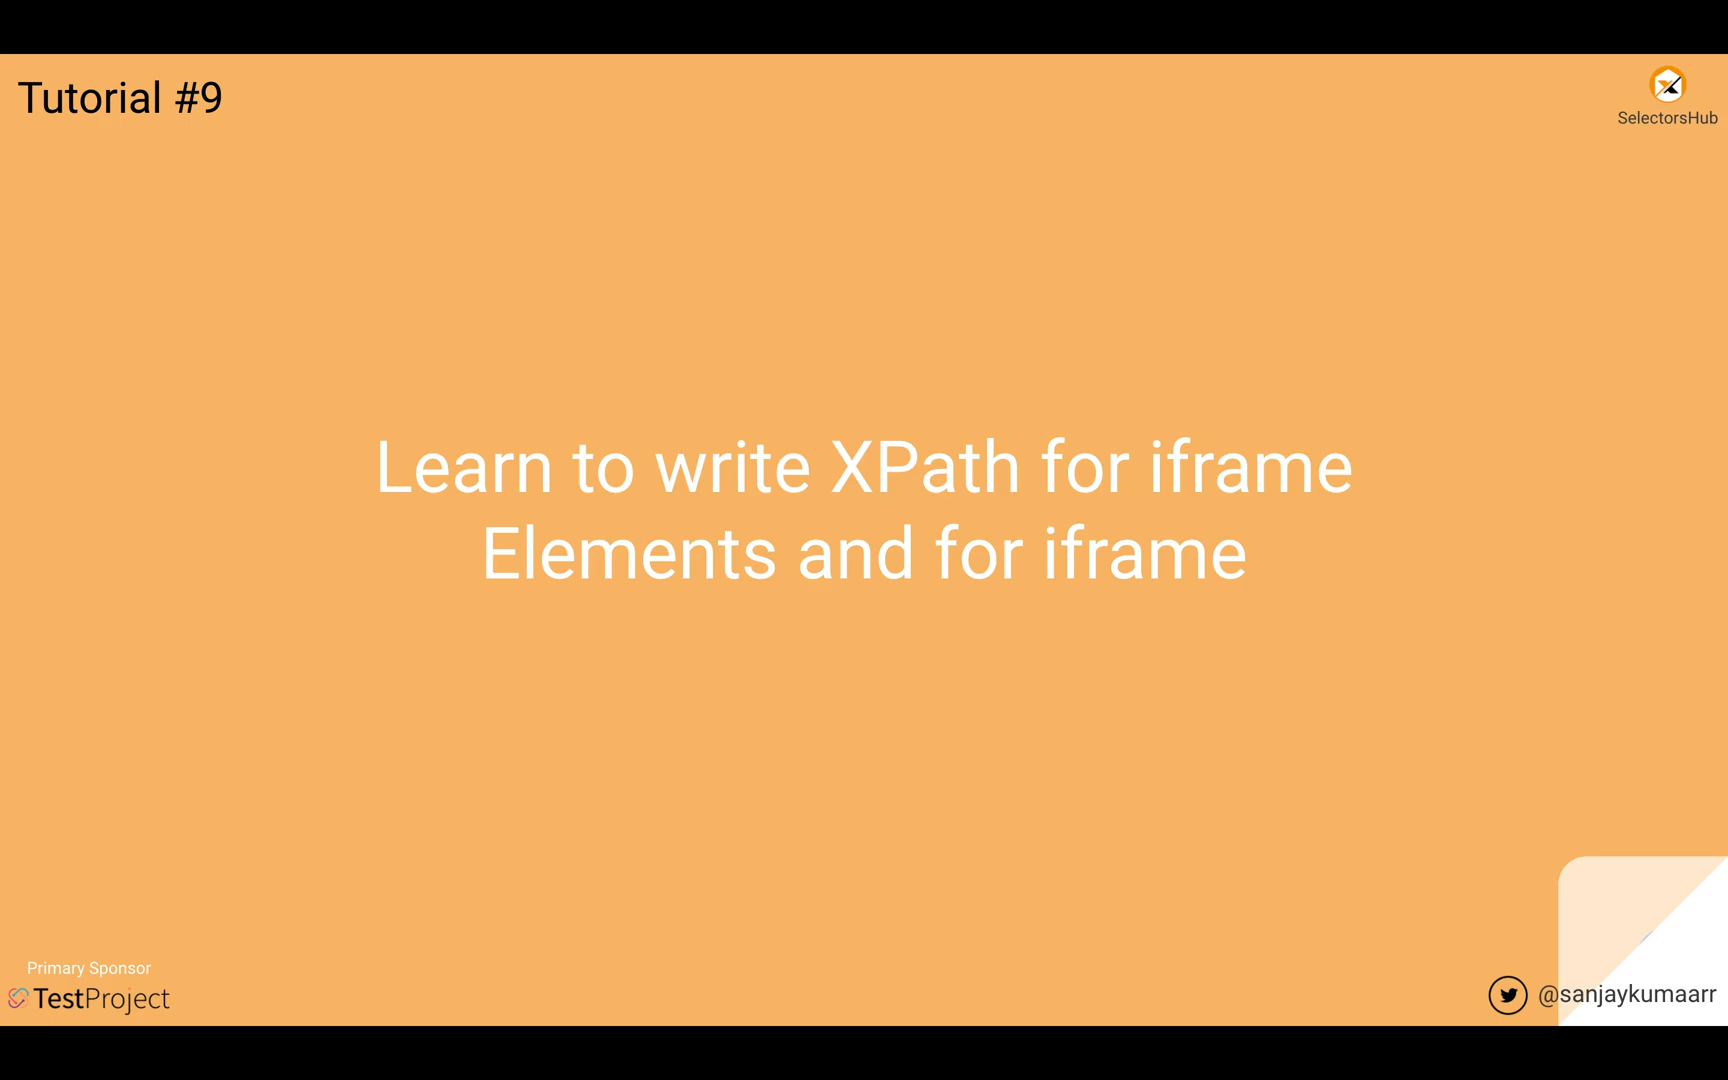 Tutorial #9
SelectorsHub
Learn to write XPath for iframe
Elements and for iframe
Primary Sponsor
TestProject
@sanjaykumaarr